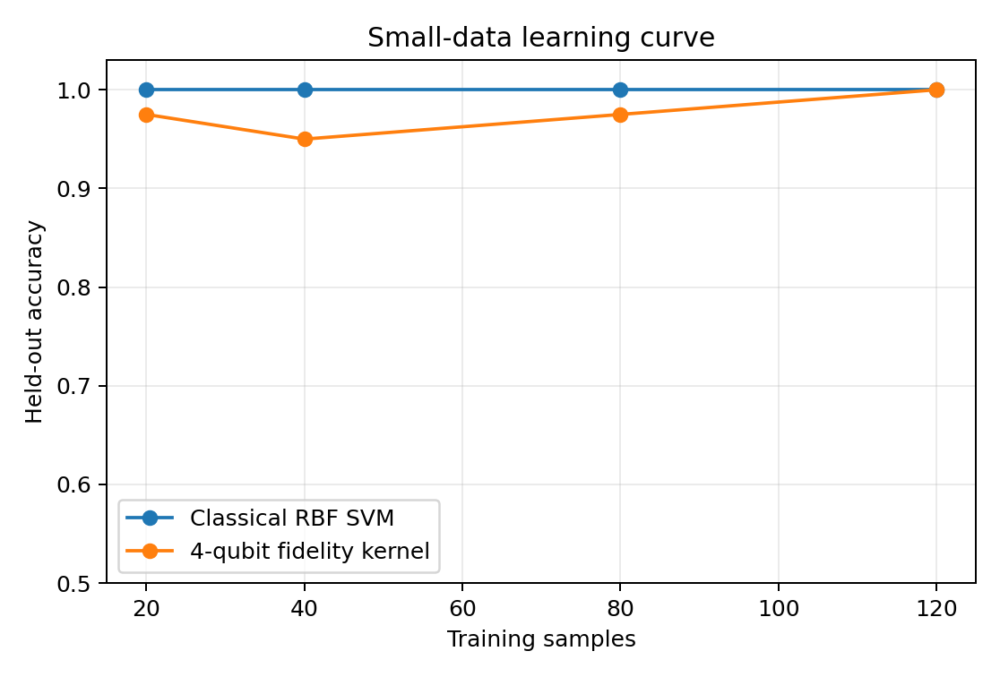 Small-data learning curve
Held-out accuracy
1.0
0.9
0.8
0.7
0.6
0.5
Classical RBF SVM
4-qubit fidelity kernel
20 40 60 80 100 120
Training samples